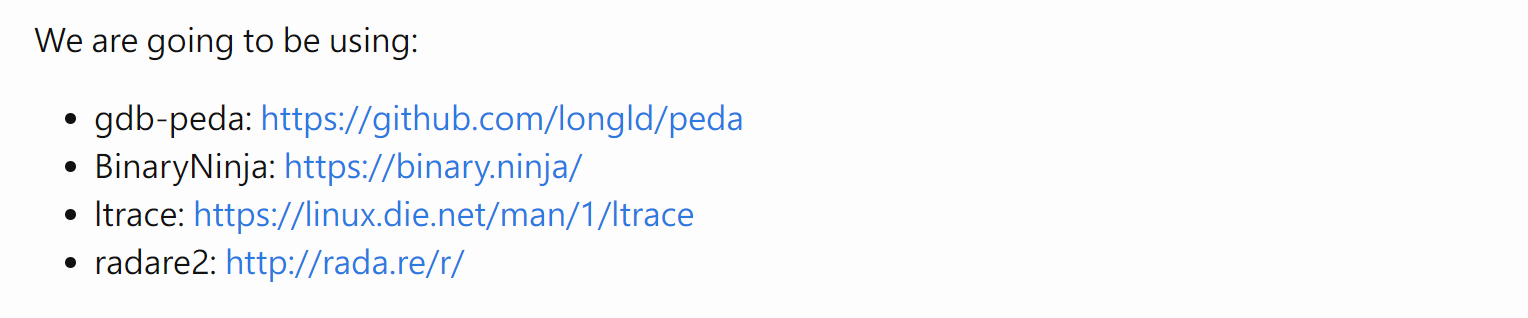 We are going to be using:
• gdb-peda: https://github.com/longld/peda
• BinaryNinja: https://binary.ninja/
• ltrace: https://linux.die.net/man/1/ltrace
• radare2: http://rada.re/r/